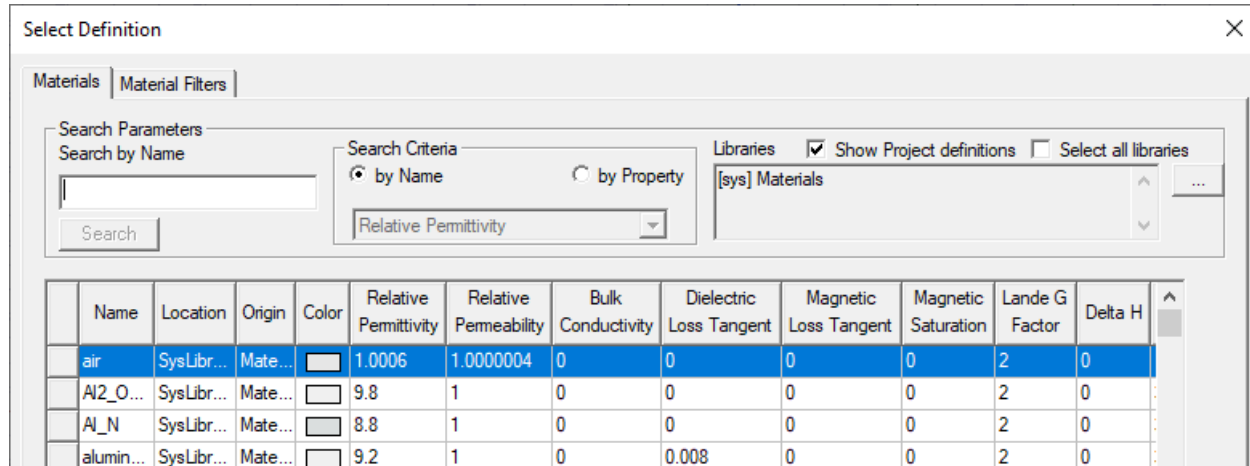 Select Definition
Materials Material Filters
Search Parameters
Search by Name
Search Criteria
by Name by Property
Relative Permittivity
Libraries Show Project definitions Select all libraries
[sys] Materials
...
Search
Name Location Origin Color Relative Permittivity Relative Permeability Bulk Conductivity Dielectric Loss Tangent Magnetic Loss Tangent Magnetic Saturation Lande G Factor Delta H
air SysLibr... Mate... 1.0006 1.0000004 0 0 0 0 2 0
Al2_O... SysLibr... Mate... 9.8 1 0 0 0 0 2 0
Al_N SysLibr... Mate... 8.8 1 0 0 0 0 2 0
alumin... SysLibr... Mate... 9.2 1 0 0.008 0 0 2 0